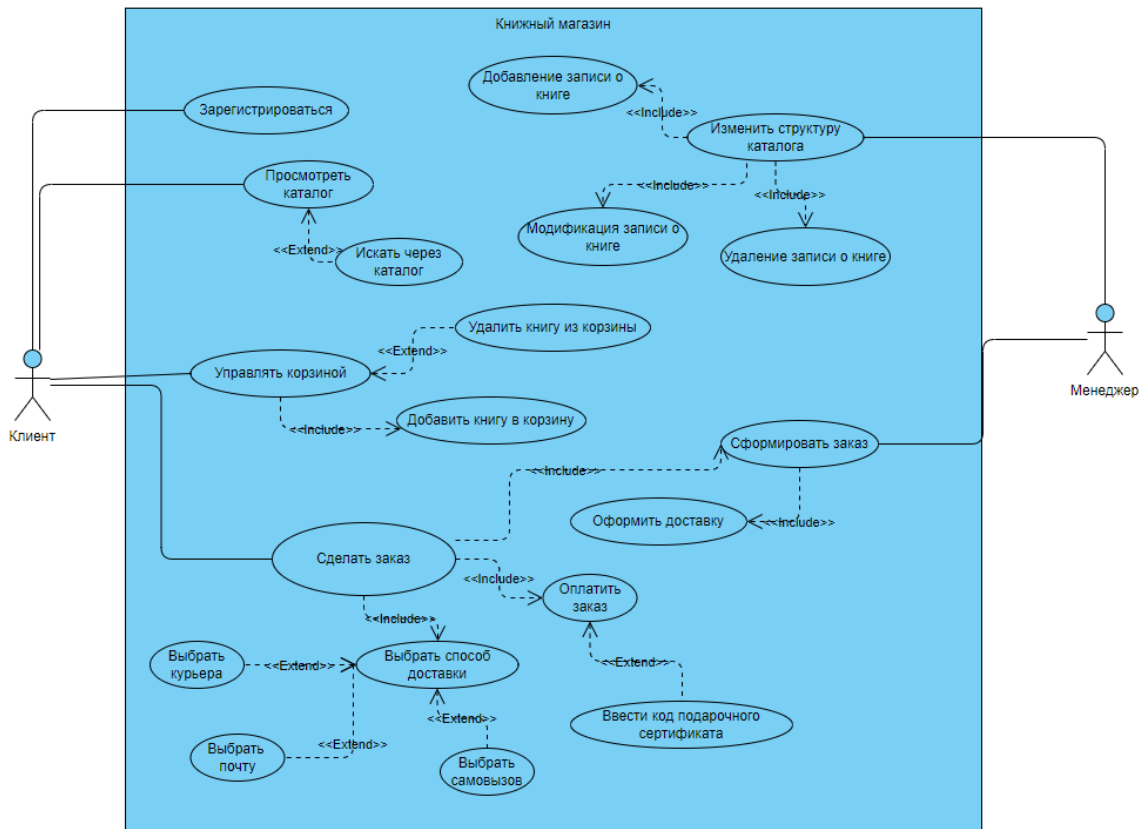 Книжный магазин
Добавление записи о
книге
Зарегистрироваться
<<Include>>
Изменить структуру
каталога
Просмотреть
каталог
<<Include>>
<<Include>>
Модификация записи о
книге
<<Extend>>
Искать через
каталог
Удаление записи о книге
Удалить книгу из корзины
<<Extend>>
Управлять корзиной
Клиент
Менеджер
Добавить книгу в корзину
<<Include>>
Сформировать заказ
<<Include>>
Оформить доставку
<<Include>>
Сделать заказ
<<Include>>
Оплатить
заказ
<<Include>>
Выбрать
курьера
<<Extend>>
Выбрать способ
доставки
<<Extend>>
<<Extend>>
Ввести код подарочного
сертификата
<<Extend>>
Выбрать
почту
Выбрать
самовызов